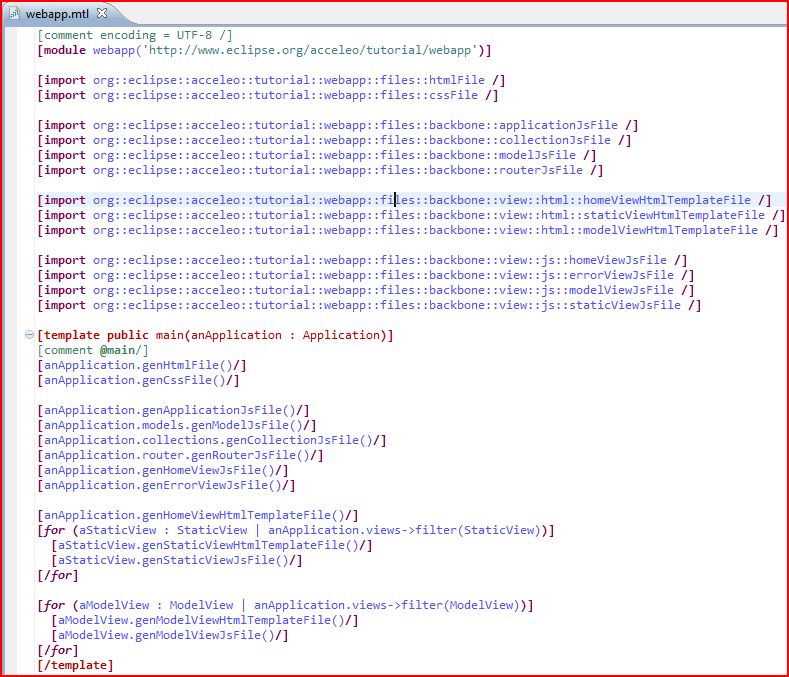 webapp.mtl
[comment encoding = UTF-8 /]
[module webapp('http://www.eclipse.org/acceleo/tutorial/webapp')]
[import org::eclipse::acceleo::tutorial::webapp::files::htmlFile /]
[import org::eclipse::acceleo::tutorial::webapp::files::cssFile /]
[import org::eclipse::acceleo::tutorial::webapp::files::backbone::applicationJsFile /]
[import org::eclipse::acceleo::tutorial::webapp::files::backbone::collectionJsFile /]
[import org::eclipse::acceleo::tutorial::webapp::files::backbone::modelJsFile /]
[import org::eclipse::acceleo::tutorial::webapp::files::backbone::routerJsFile /]
[import org::eclipse::acceleo::tutorial::webapp::files::backbone::view::html::homeViewHtmlTemplateFile /]
[import org::eclipse::acceleo::tutorial::webapp::files::backbone::view::html::staticViewHtmlTemplateFile /]
[import org::eclipse::acceleo::tutorial::webapp::files::backbone::view::html::modelViewHtmlTemplateFile /]
[import org::eclipse::acceleo::tutorial::webapp::files::backbone::view::js::homeViewJsFile /]
[import org::eclipse::acceleo::tutorial::webapp::files::backbone::view::js::errorViewJsFile /]
[import org::eclipse::acceleo::tutorial::webapp::files::backbone::view::js::modelViewJsFile /]
[import org::eclipse::acceleo::tutorial::webapp::files::backbone::view::js::staticViewJsFile /]
[template public main(anApplication : Application)]
[comment @main/]
[anApplication.genHtmlFile()/]
[anApplication.genCssFile()/]
[anApplication.genApplicationJsFile()/]
[anApplication.models.genModelJsFile()/]
[anApplication.collections.genCollectionJsFile()/]
[anApplication.router.genRouterJsFile()/]
[anApplication.genHomeViewJsFile()/]
[anApplication.genErrorViewJsFile()/]
[anApplication.genHomeViewHtmlTemplateFile()/]
[for (aStaticView : StaticView | anApplication.views->filter(StaticView))]
[aStaticView.genStaticViewHtmlTemplateFile()/]
[aStaticView.genStaticViewJsFile()/]
[/for]
[for (aModelView : ModelView | anApplication.views->filter(ModelView))]
[aModelView.genModelViewHtmlTemplateFile()/]
[aModelView.genModelViewJsFile()/]
[/for]
[/template]